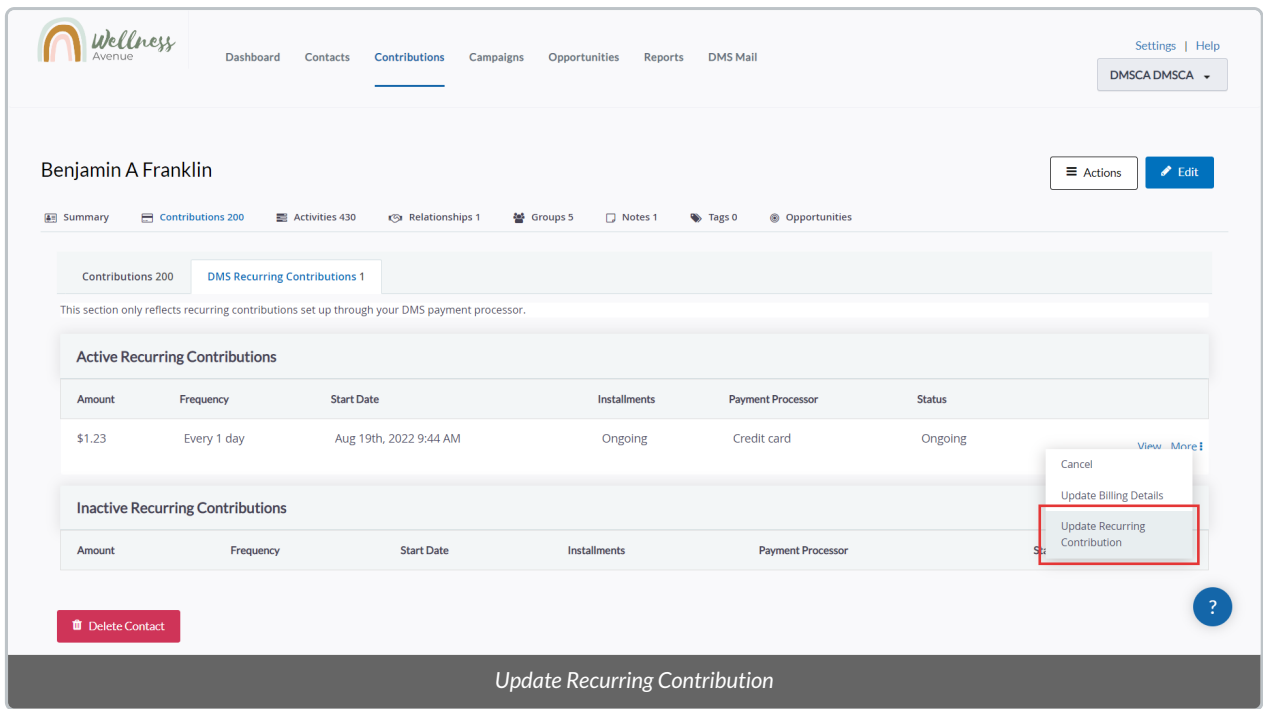 Wellness
Avenue
Dashboard Contacts Contributions Campaigns Opportunities Reports DMS Mail
Settings | Help
DMSCA DMSCA
Benjamin A Franklin
Actions
Edit
Summary Contributions 200 Activities 430 Relationships 1 Groups 5 Notes 1 Tags 0 Opportunities
Contributions 200 DMS Recurring Contributions 1
This section only reflects recurring contributions set up through your DMS payment processor.
Active Recurring Contributions
Amount Frequency Start Date Installments Payment Processor Status
$1.23 Every 1 day Aug 19th, 2022 9:44 AM Ongoing Credit card Ongoing
View More
Cancel
Update Billing Details
Update Recurring
Contribution
Inactive Recurring Contributions
Amount Frequency Start Date Installments Payment Processor
?
Delete Contact
Update Recurring Contribution